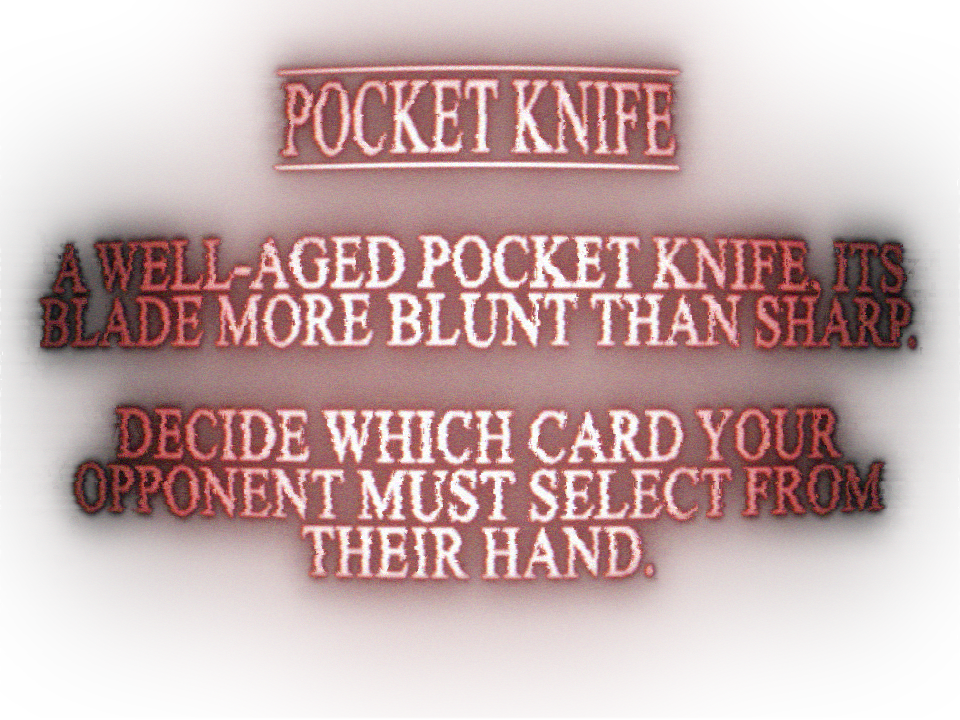 POCKET KNIFE
A WELL-AGED POCKET KNIFE, ITS
BLADE MORE BLUNT THAN SHARP.
DECIDE WHICH CARD YOUR
OPPONENT MUST SELECT FROM
THEIR HAND.